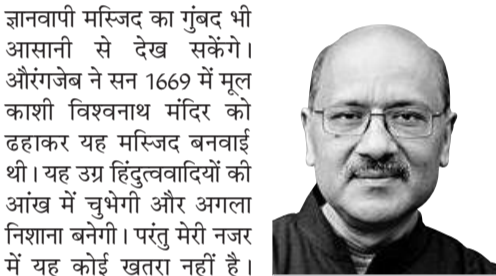 ज्ञानवापी मस्जिद का गुंबद भी
आसानी से देख सकेंगे।
औरंगजेब ने सन 1669 में मूल
काशी विश्वनाथ मंदिर को
ढहाकर यह मस्जिद बनवाई
थी। यह उग्र हिंदुत्ववादियों की
आंख में चुभेगी और अगला
निशाना बनेगी। परंतु मेरी नजर
में यह कोई खतरा नहीं है।